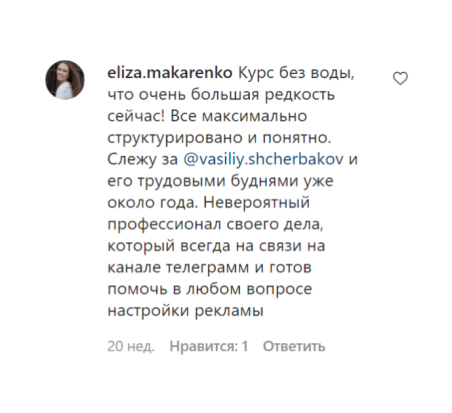 eliza.makarenko Курс без воды,
что очень большая редкость
сейчас! Все максимально
структурировано и понятно.
Слежу за @vasiliy.shcherbakov и
его трудовыми буднями уже
около года. Невероятный
профессионал своего дела,
который всегда на связи на
канале телеграмм и готов
помочь в любом вопросе
настройки рекламы
20 нед. Нравится: 1 Ответить